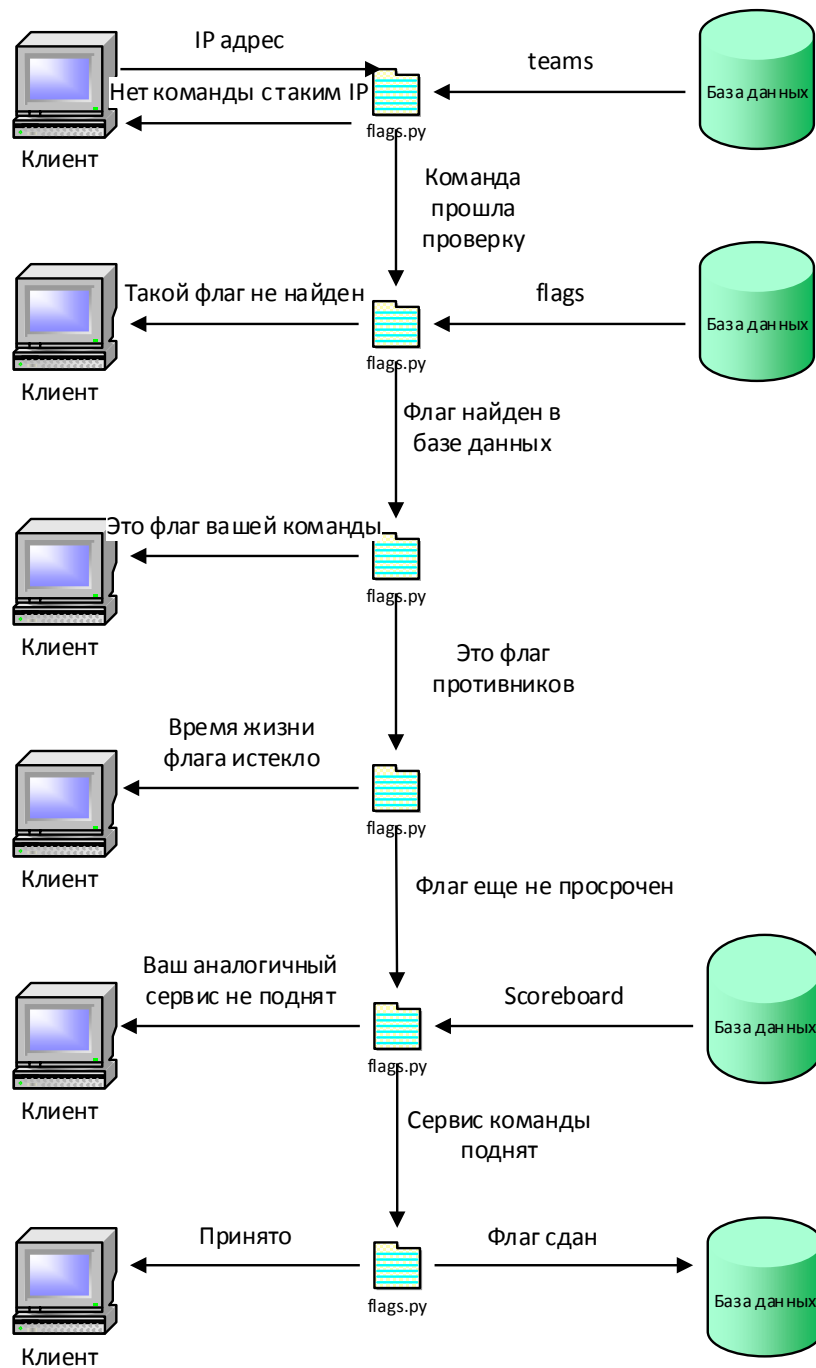 IP адрес
teams
База данных
Нет команды с таким IP
flags.py
Клиент
Команда
прошла
проверку
Такой флаг не найден
flags
База данных
flags.py
Клиент
Флаг найден в
базе данных
Это флаг вашей команды
flags.py
Клиент
Это флаг
противников
Время жизни
флага истекло
flags.py
Клиент
Флаг еще не просрочен
Ваш аналогичный
сервис не поднят
Scoreboard
База данных
flags.py
Клиент
Сервис команды
поднят
Принято
Флаг сдан
База данных
flags.py
Клиент